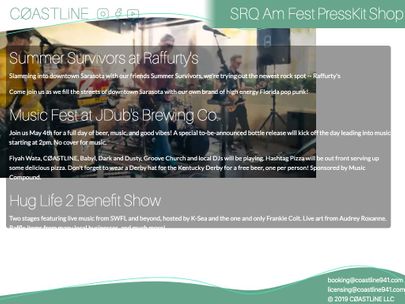 CØASTLINE
SRQ Am Fest PressKit Shop
Summer Survivors at Raffurty's
Slamming into downtown Sarasota with our friends Summer Survivors, we're trying out the newest rock spot -- Raffurty's
Come join us as we fill the streets of downtown Sarasota with our own brand of high energy Florida pop punk!
Music Fest at JDub's Brewing Co.
Join us May 4th for a full day of beer, music, and good vibes! A special to-be-announced bottle release will kick off the day leading into music
starting at 2pm. No cover for music.
Flyah Wata, CØASTLINE, Babyl, Dark and Dusty, Groove Church and local DJs will be playing. Hashtag Pizza will be out front serving up
some delicious pizza. Don't forget to wear a Derby hat for the Kentucky Derby for a free beer, one per person! Sponsored by Music
Compound.
Hug Life 2 Benefit Show
Two stages featuring live music from SWFL and beyond, hosted by K-Sea and the one and only Frankie Colt. Live art from Audrey Roxanne.
Raffle items from many local businesses, and much more!
booking@coastline941.com
licensing@coastline941.com
© 2019 CØASTLINE LLC